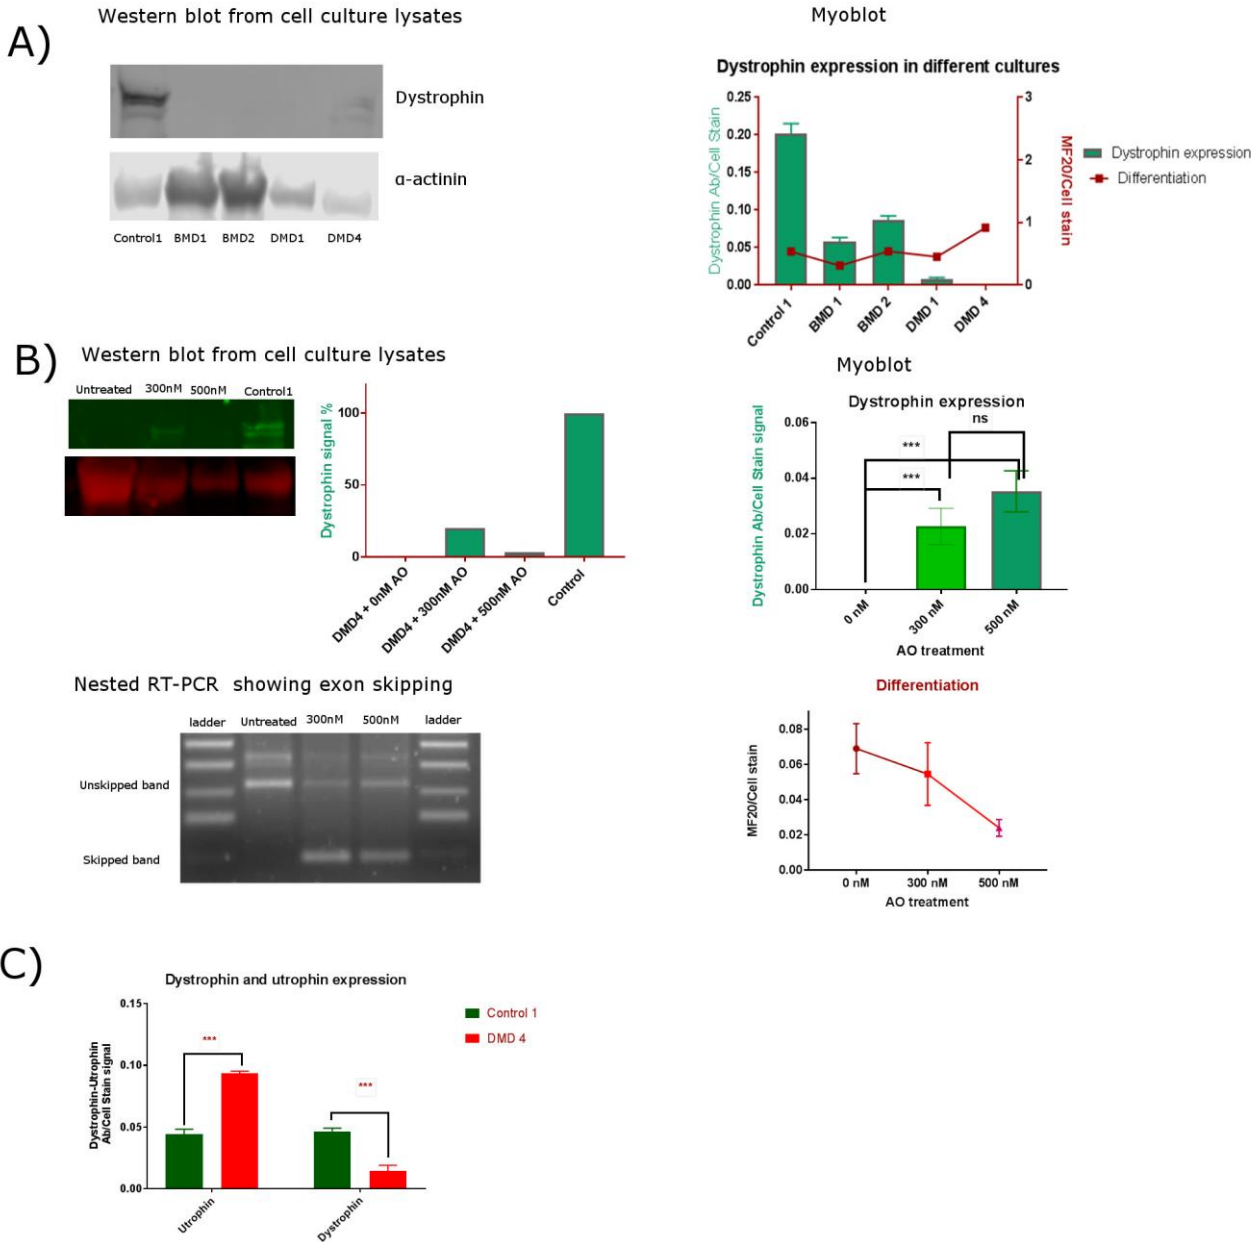 A)
Western blot from cell culture lysates
Dystrophin
α-actinin
Control1 BMD1 BMD2 DMD1 DMD4
Myoblot
Dystrophin expression in different cultures
Dystrophin Ab/Cell Stain
0.25
0.20
0.15
0.10
0.05
0.00
3
2
1
0
MF20/Cell stain
Control 1
BMD 1
BMD 2
DMD 1
DMD 4
Dystrophin expression
Differentiation
B)
Western blot from cell culture lysates
Untreated 300nM 500nM Control1
Dystrophin signal %
100
50
0
DMD4 + 0nM AO
DMD4 + 300nM AO
DMD4 + 500nM AO
Control
Myoblot
Dystrophin expression
Dystrophin Ab/Cell Stain signal
0.06
0.04
0.02
0.00
ns
***
***
0 nM
300 nM
500 nM
AO treatment
Nested RT-PCR showing exon skipping
ladder Untreated 300nM 500nM ladder
Unskipped band
Skipped band
Differentiation
MF20/Cell stain
0.08
0.06
0.04
0.02
0.00
0 nM 300 nM 500 nM
AO treatment
C)
Dystrophin and utrophin expression
Dystrophin-Utrophin
Ab/Cell Stain signal
0.15
0.10
0.05
0.00
***
***
Utrophin
Dystrophin
Control 1
DMD 4